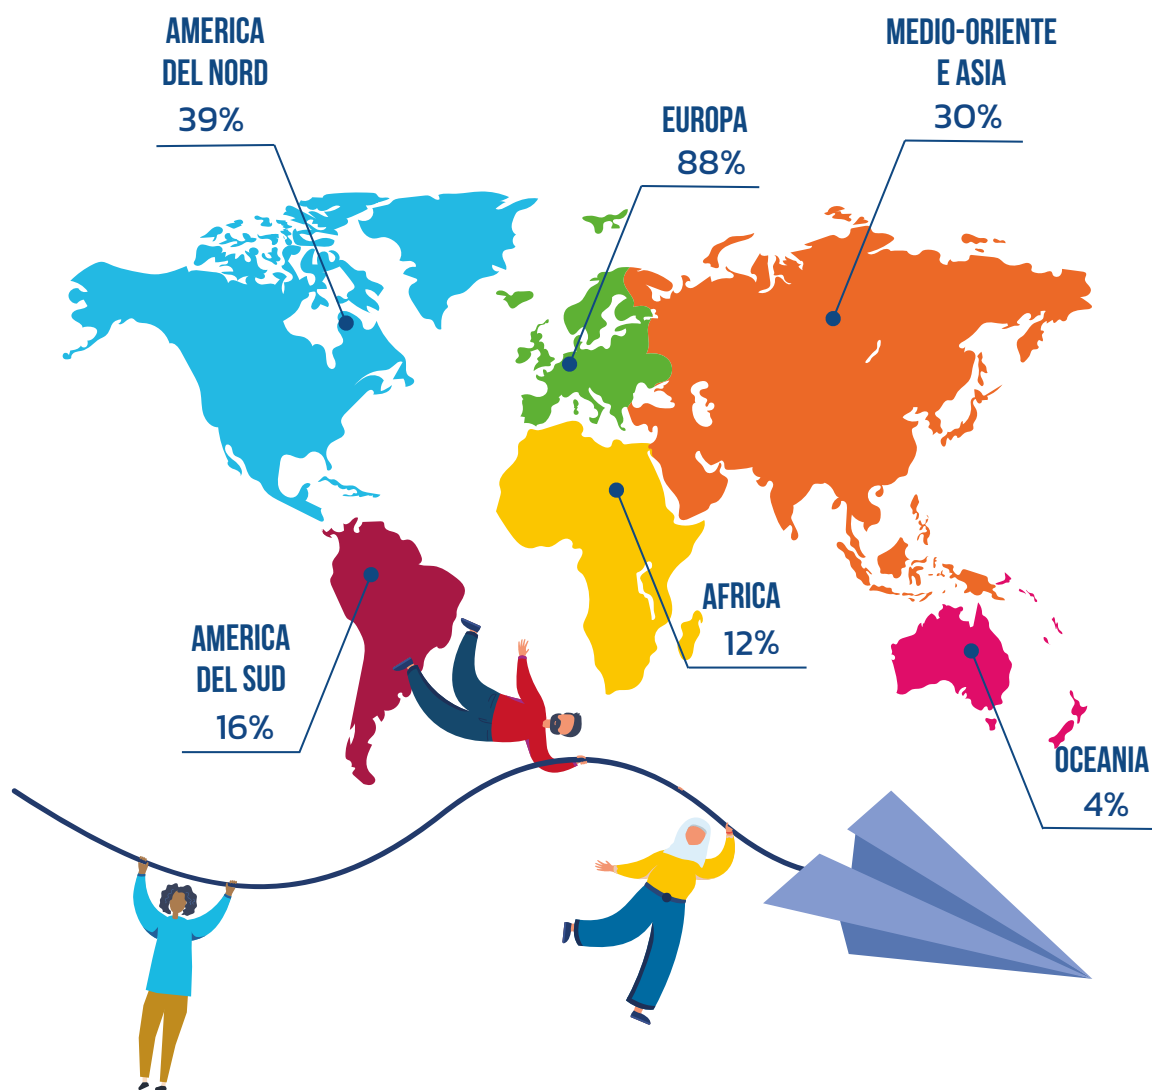 AMERICA
DEL NORD
39%
MEDIO-ORIENTE
E ASIA
30%
EUROPA
88%
AFRICA
12%
AMERICA
DEL SUD
16%
OCEANIA
4%